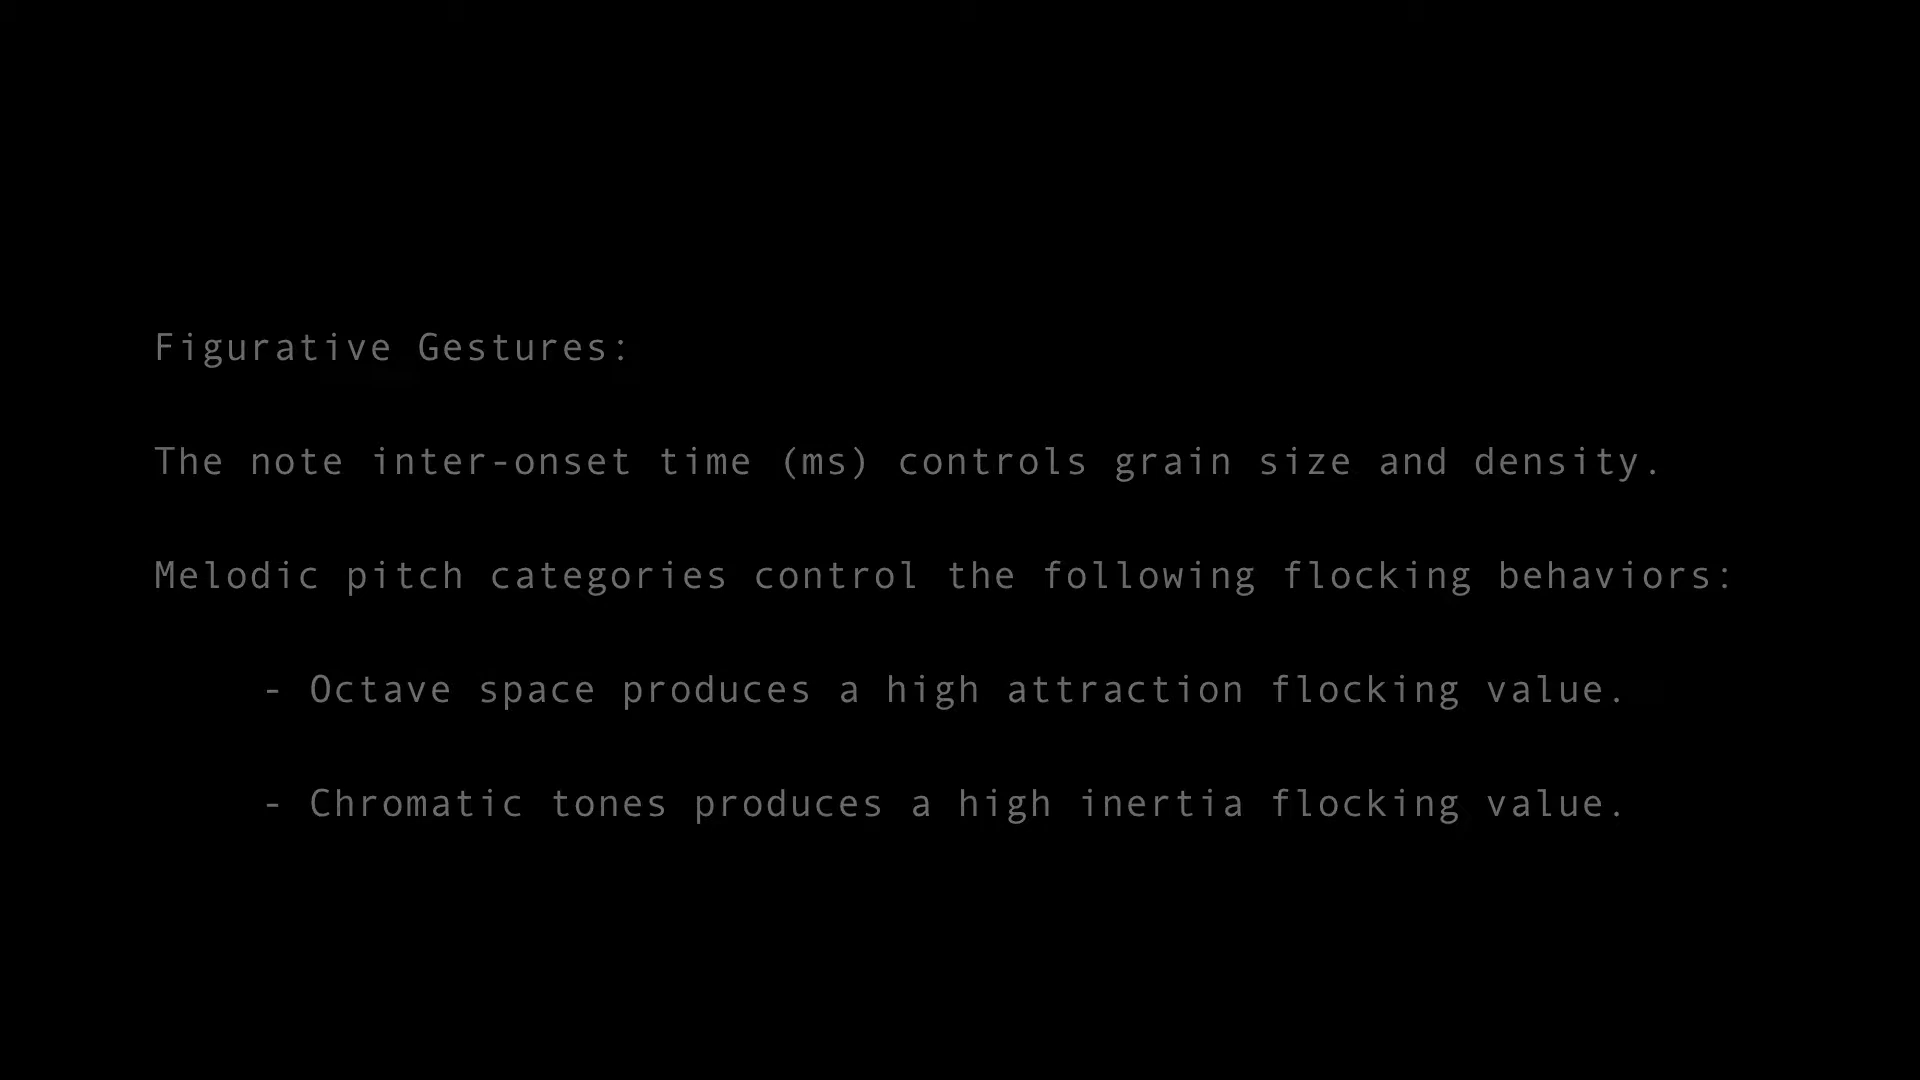 Figurative Gestures:
The note inter-onset time (ms) controls grain size and density.
Melodic pitch categories control the following flocking behaviors:
- Octave space produces a high attraction flocking value.
- Chromatic tones produces a high inertia flocking value.